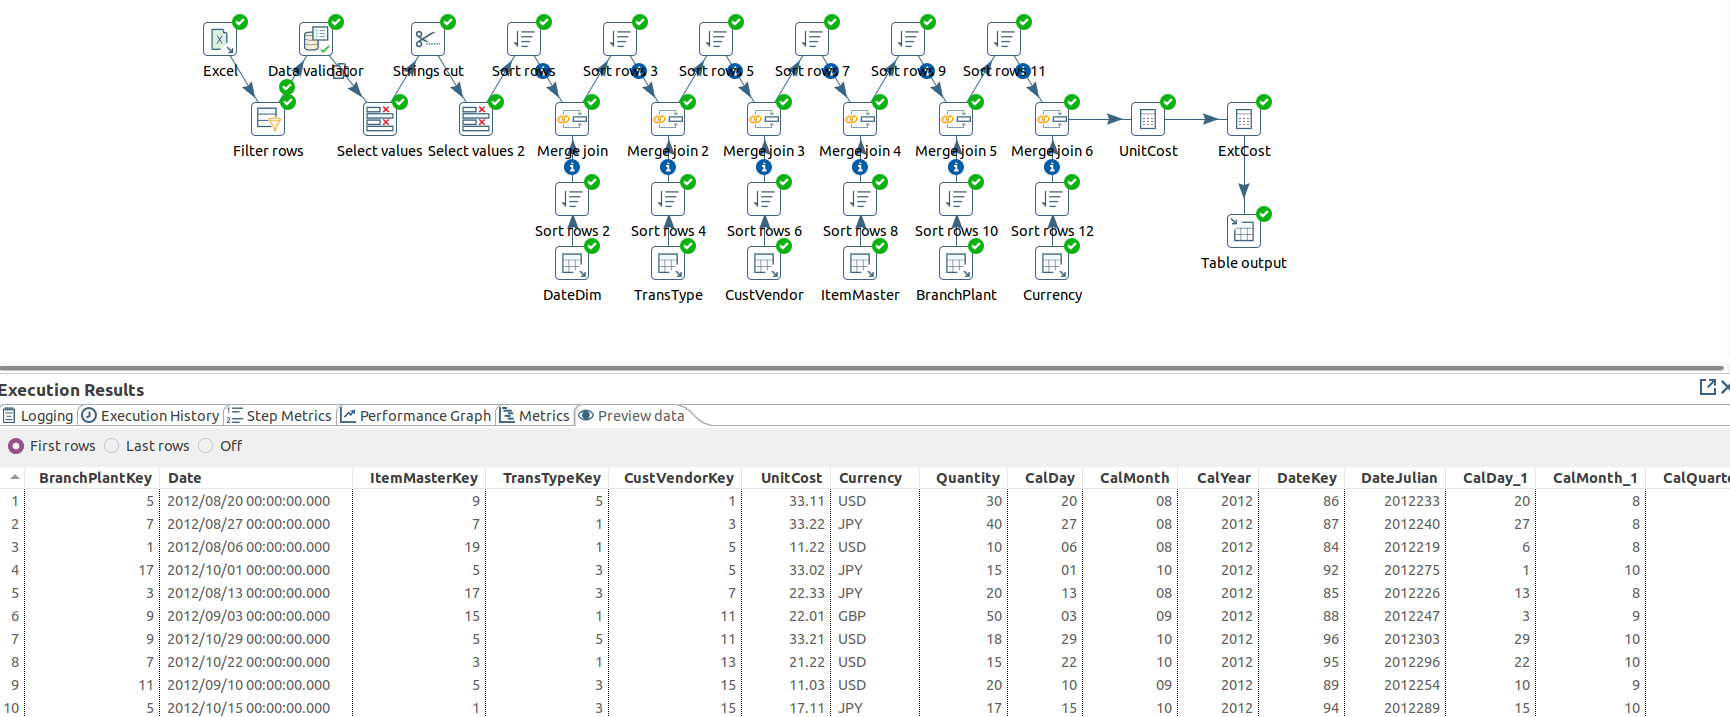 Excel Data validator Strings cut Sort rows Sort rows 3 Sort rows 5 Sort rows 7 Sort rows 9 Sort rows 11
Filter rows Select values Select values 2 Merge join Merge join 2 Merge join 3 Merge join 4 Merge join 5 Merge join 6 UnitCost ExtCost
Sort rows 2 Sort rows 4 Sort rows 6 Sort rows 8 Sort rows 10 Sort rows 12
Table output
DateDim TransType CustVendor ItemMaster BranchPlant Currency
Execution Results
Logging Execution History Step Metrics Performance Graph Metrics Preview data
First rows Last rows Off
BranchPlantKey Date ItemMasterKey TransTypeKey CustVendorKey UnitCost Currency Quantity CalDay CalMonth CalYear DateKey DateJulian CalDay_1 CalMonth_1 CalQuarte
1 5 2012/08/20 00:00:00.000 9 5 1 33.11 USD 30 20 08 2012 86 2012233 20 8
2 7 2012/08/27 00:00:00.000 7 1 3 33.22 JPY 40 27 08 2012 87 2012240 27 8
3 1 2012/08/06 00:00:00.000 19 1 5 11.22 USD 10 06 08 2012 84 2012219 6 8
4 17 2012/10/01 00:00:00.000 5 3 5 33.02 JPY 15 01 10 2012 92 2012275 1 10
5 3 2012/08/13 00:00:00.000 17 3 7 22.33 JPY 20 13 08 2012 85 2012226 13 8
6 9 2012/09/03 00:00:00.000 15 1 11 22.01 GBP 50 03 09 2012 88 2012247 3 9
7 9 2012/10/29 00:00:00.000 5 5 11 33.21 USD 18 29 10 2012 96 2012303 29 10
8 7 2012/10/22 00:00:00.000 3 1 13 21.22 USD 15 22 10 2012 95 2012296 22 10
9 11 2012/09/10 00:00:00.000 5 3 15 11.03 USD 20 10 09 2012 89 2012254 10 9
10 5 2012/10/15 00:00:00.000 1 3 15 17.11 JPY 17 15 10 2012 94 2012289 15 10